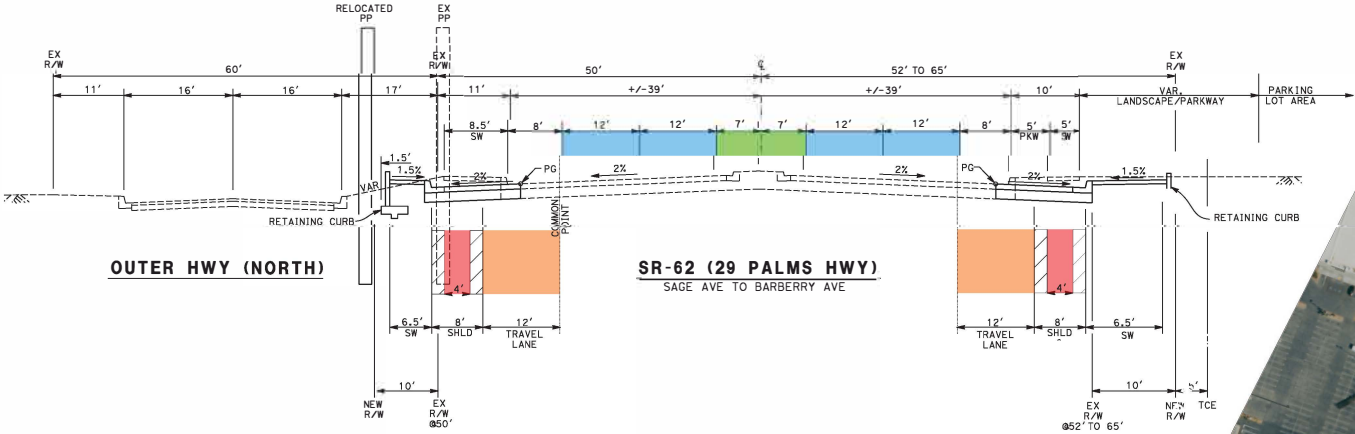 RELOCATED
PP
EX
PP
EX
R/W
EX
R/W
EX
R/W
60'
50'
℄
52' TO 65'
11'
16'
16'
17'
11'
+/-39'
+/-39'
10'
VAR.
LANDSCAPE/PARKWAY
PARKING
LOT AREA
8.5'
SW
8'
12'
12'
7'
7'
12'
12'
8'
5'
PKW
5'
SW
1.5'
1.5%
2%
PG
2%
2%
PG
2%
1.5%
VAR
RETAINING CURB
RETAINING CURB
COMMON
POINT
OUTER HWY (NORTH)
SR-62 (29 PALMS HWY)
SAGE AVE TO BARBERRY AVE
4'
4'
6.5'
SW
8'
SHLD
12'
TRAVEL
LANE
12'
TRAVEL
LANE
8'
SHLD
6.5'
SW
10'
10'
5'
NEW
R/W
EX
R/W
@50'
EX
R/W
@52' TO 65'
NEW
R/W
TCE